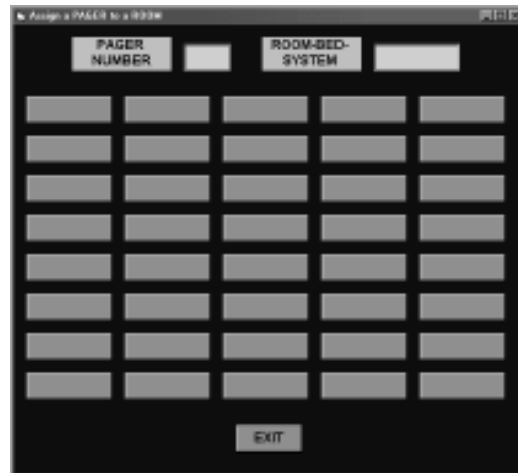 Assign a PAGER to a ROOM
PAGER
NUMBER
ROOM-BED-
SYSTEM
EXIT